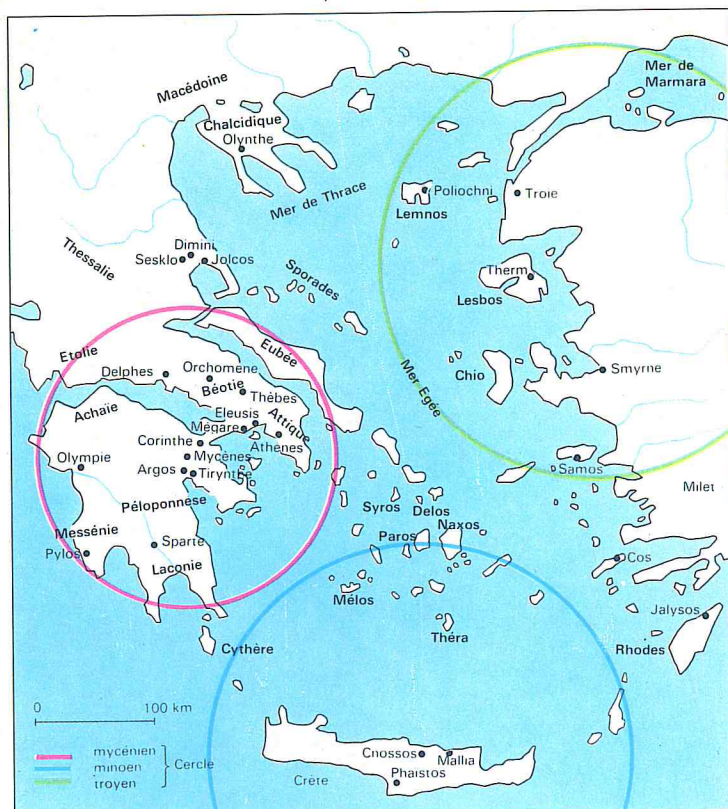 Macédoine
Mer de
Marmara
Chalcidique
Olynthe
Mer de Thrace
Poliochni
Lemnos
Troie
Thessalie
Dimini
Sesklo
Jolcos
Sporades
Therm
Lesbos
Etolie
Eubée
Delphes
Orchomene
Béotie
Thèbes
Mer Egée
Chio
Smyrne
Achaïe
Eleusis
Mégare
Attique
Corinthe
Athènes
Olympie
Mycènes
Argos
Tirynthe
Samos
Milet
Péloponnèse
Syros
Delos
Naxos
Paros
Messénie
Pylos
Sparte
Laconie
Cos
Mélos
Jalysos
Théra
Rhodes
Cythère
0 100 km
mycénien
minoen
troyen
Cercle
Cnossos
Mallia
Phaistos
Crète